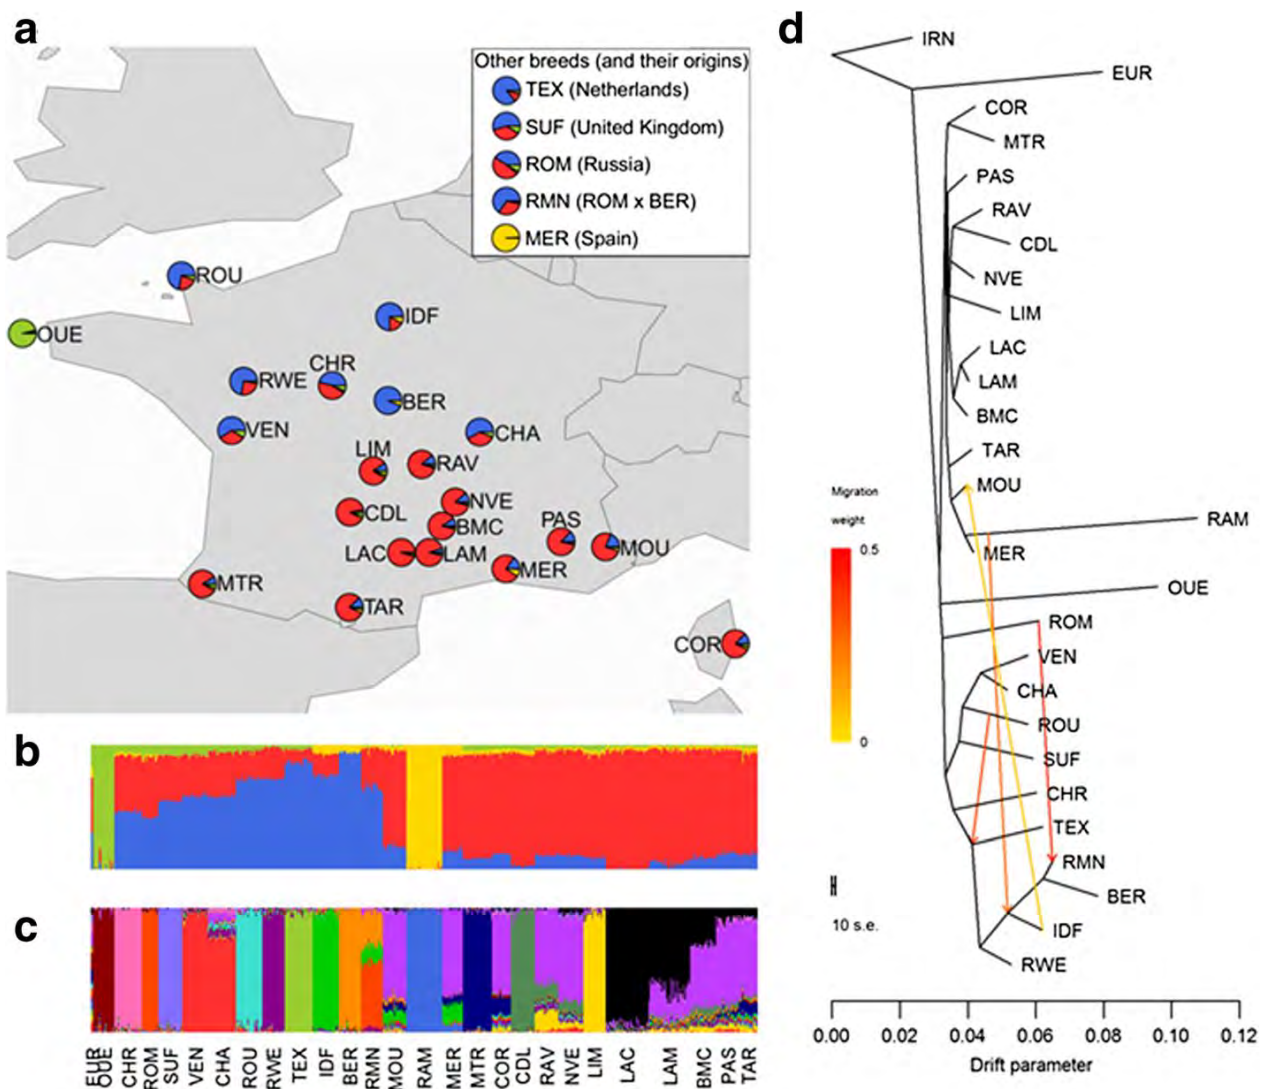 a
Other breeds (and their origins)
TEX (Netherlands)
SUF (United Kingdom)
ROM (Russia)
RMN (ROM x BER)
MER (Spain)
ROU
OUE
IDF
CHR
RWE
BER
VEN
CHA
LIM
RAV
NVE
CDL
BMC
PAS
LAC
LAM
MOU
MER
MTR
TAR
COR
b
c
EUR
OUE
CHR
ROM
SUF
VEN
CHA
ROU
RWE
TEX
IDF
BER
RMN
MOU
RAM
MER
MTR
COR
CDL
RAV
NVE
LIM
LAC
LAM
BMC
PAS
TAR
d
IRN
EUR
COR
MTR
PAS
RAV
CDL
NVE
LIM
LAC
LAM
BMC
TAR
MOU
RAM
MER
OUE
ROM
VEN
CHA
ROU
SUF
CHR
TEX
RMN
BER
IDF
RWE
Migration
weight
0.5
0
10 s.e.
0.00 0.02 0.04 0.06 0.08 0.10 0.12
Drift parameter